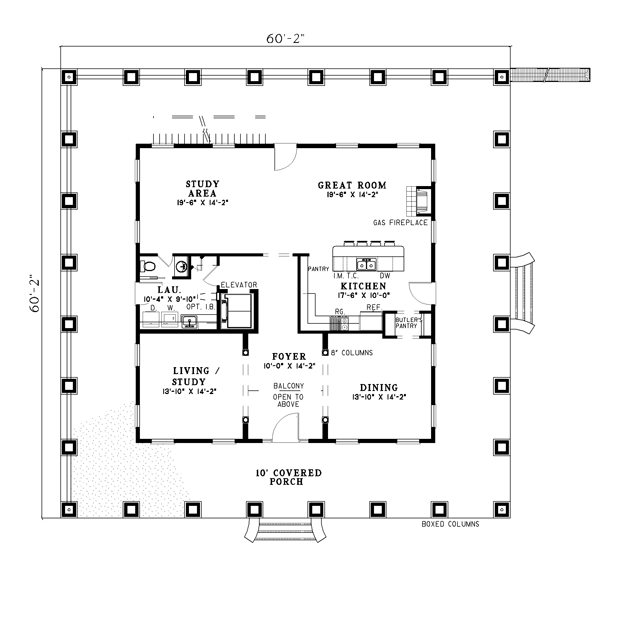 60'-2"
60'-2"
STUDY
AREA
19'-6" X 14'-2"
GREAT ROOM
19'-6" X 14'-2"
GAS FIREPLACE
PANTRY
I.M. T.C. DW
KITCHEN
17'-6" X 10'-0"
RG. REF.
BUTLER'S
PANTRY
ELEVATOR
LAU.
10'-4" X 9'-10"
OPT. I.B.
D. W.
LIVING /
STUDY
13'-10" X 14'-2"
FOYER
10'-0" X 14'-2"
8" COLUMNS
BALCONY
OPEN TO
ABOVE
DINING
13'-10" X 14'-2"
10' COVERED
PORCH
BOXED COLUMNS